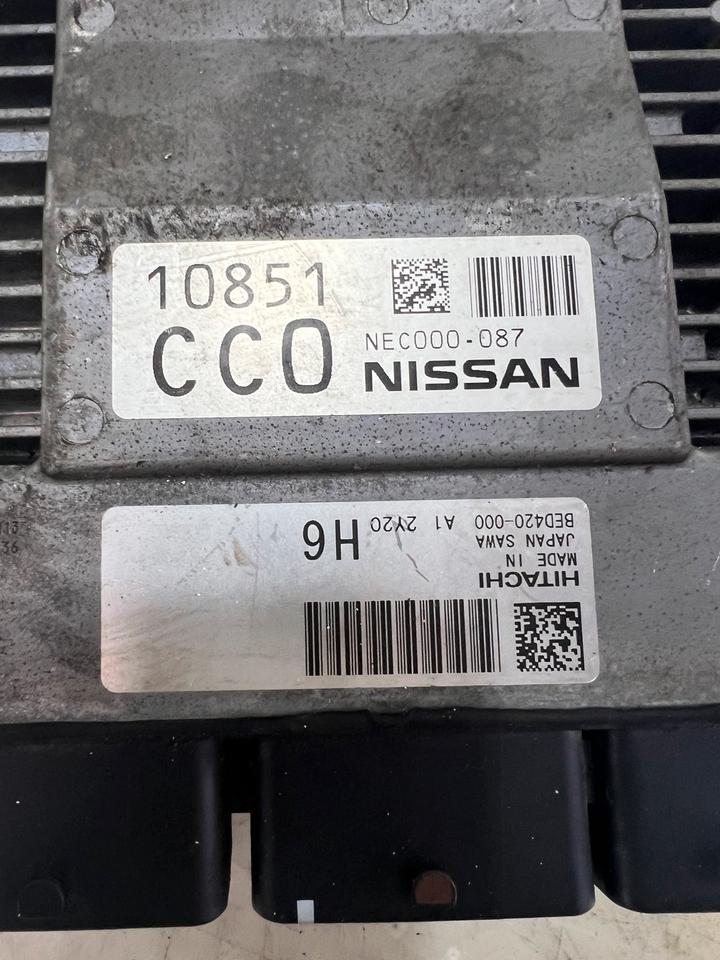 10851
CC0
NEC000-087
NISSAN
HITACHI
MADE IN
JAPAN SAWA
BED420-000 A1 2Y20
H6